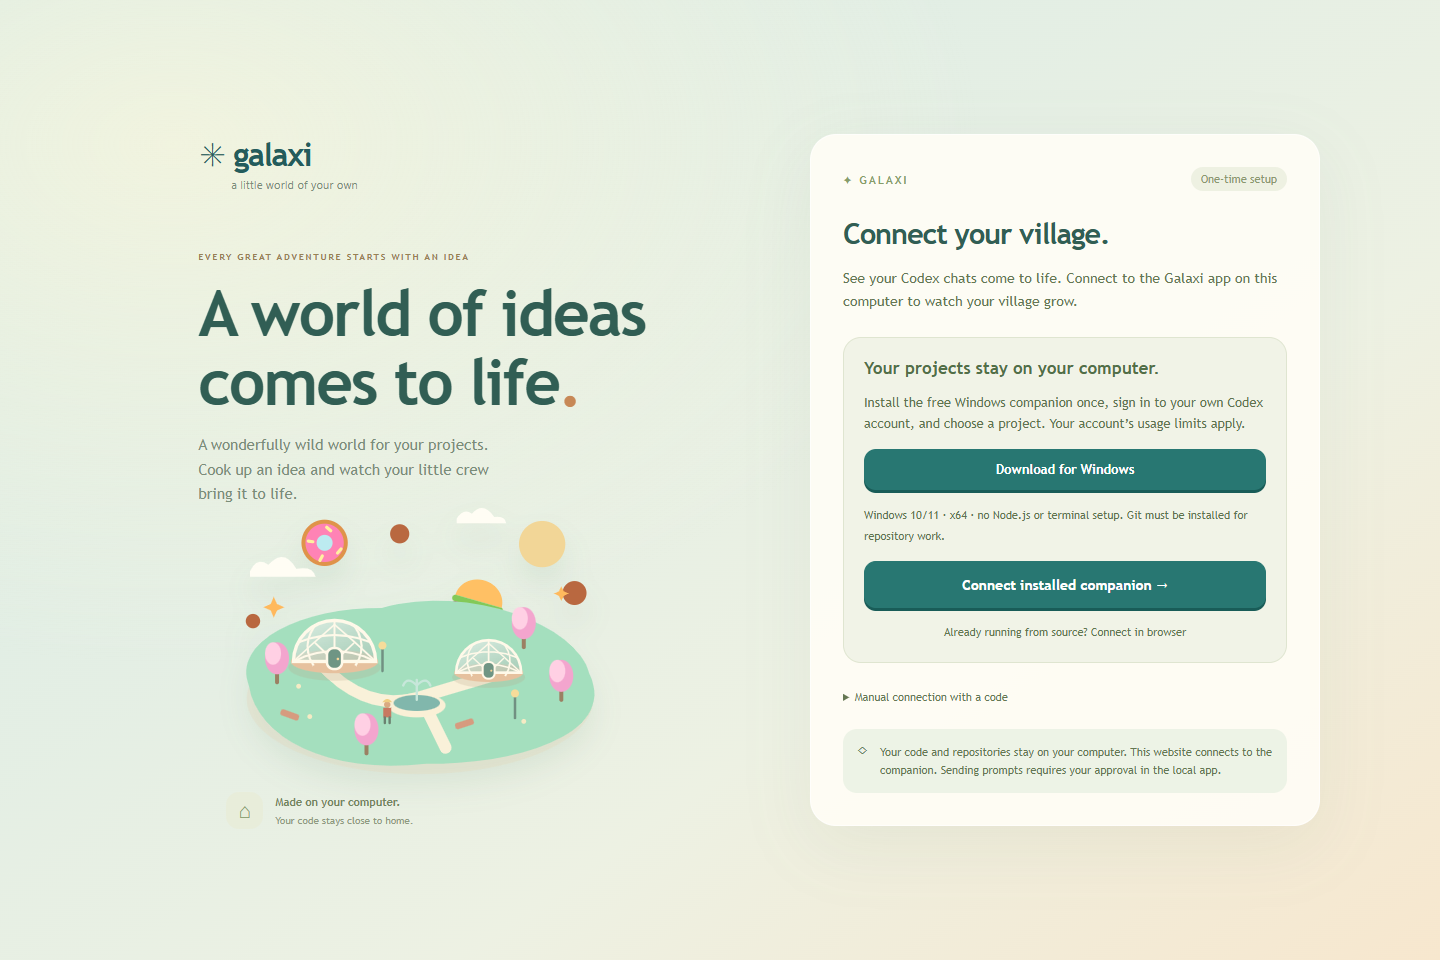 galaxi
a little world of your own
EVERY GREAT ADVENTURE STARTS WITH AN IDEA
A world of ideas
comes to life.
A wonderfully wild world for your projects.
Cook up an idea and watch your little crew
bring it to life.
Made on your computer.
Your code stays close to home.
GALAXI
One-time setup
Connect your village.
See your Codex chats come to life. Connect to the Galaxi app on this
computer to watch your village grow.
Your projects stay on your computer.
Install the free Windows companion once, sign in to your own Codex
account, and choose a project. Your account’s usage limits apply.
Download for Windows
Windows 10/11 · x64 · no Node.js or terminal setup. Git must be installed for
repository work.
Connect installed companion →
Already running from source? Connect in browser
Manual connection with a code
Your code and repositories stay on your computer. This website connects to the
companion. Sending prompts requires your approval in the local app.